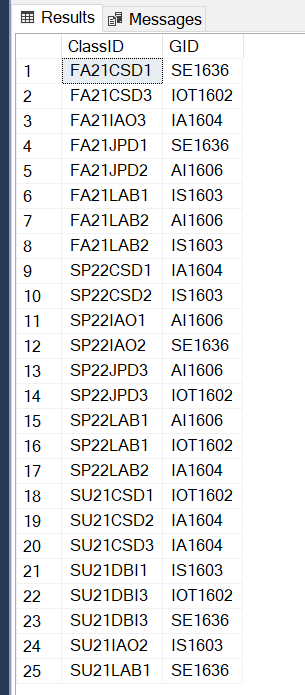 Results Messages
ClassID GID
1 FA21CSD1 SE1636
2 FA21CSD3 IOT1602
3 FA21IAO3 IA1604
4 FA21JPD1 SE1636
5 FA21JPD2 AI1606
6 FA21LAB1 IS1603
7 FA21LAB2 AI1606
8 FA21LAB2 IS1603
9 SP22CSD1 IA1604
10 SP22CSD2 IS1603
11 SP22IAO1 AI1606
12 SP22IAO2 SE1636
13 SP22JPD3 AI1606
14 SP22JPD3 IOT1602
15 SP22LAB1 AI1606
16 SP22LAB1 IOT1602
17 SP22LAB2 IA1604
18 SU21CSD1 IOT1602
19 SU21CSD2 IA1604
20 SU21CSD3 IA1604
21 SU21DBI1 IS1603
22 SU21DBI3 IOT1602
23 SU21DBI3 SE1636
24 SU21IAO2 IS1603
25 SU21LAB1 SE1636